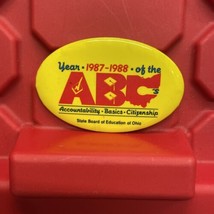 Year • 1987-1988 • of the
ABC's
Accountability • Basics • Citizenship
State Board of Education of Ohio